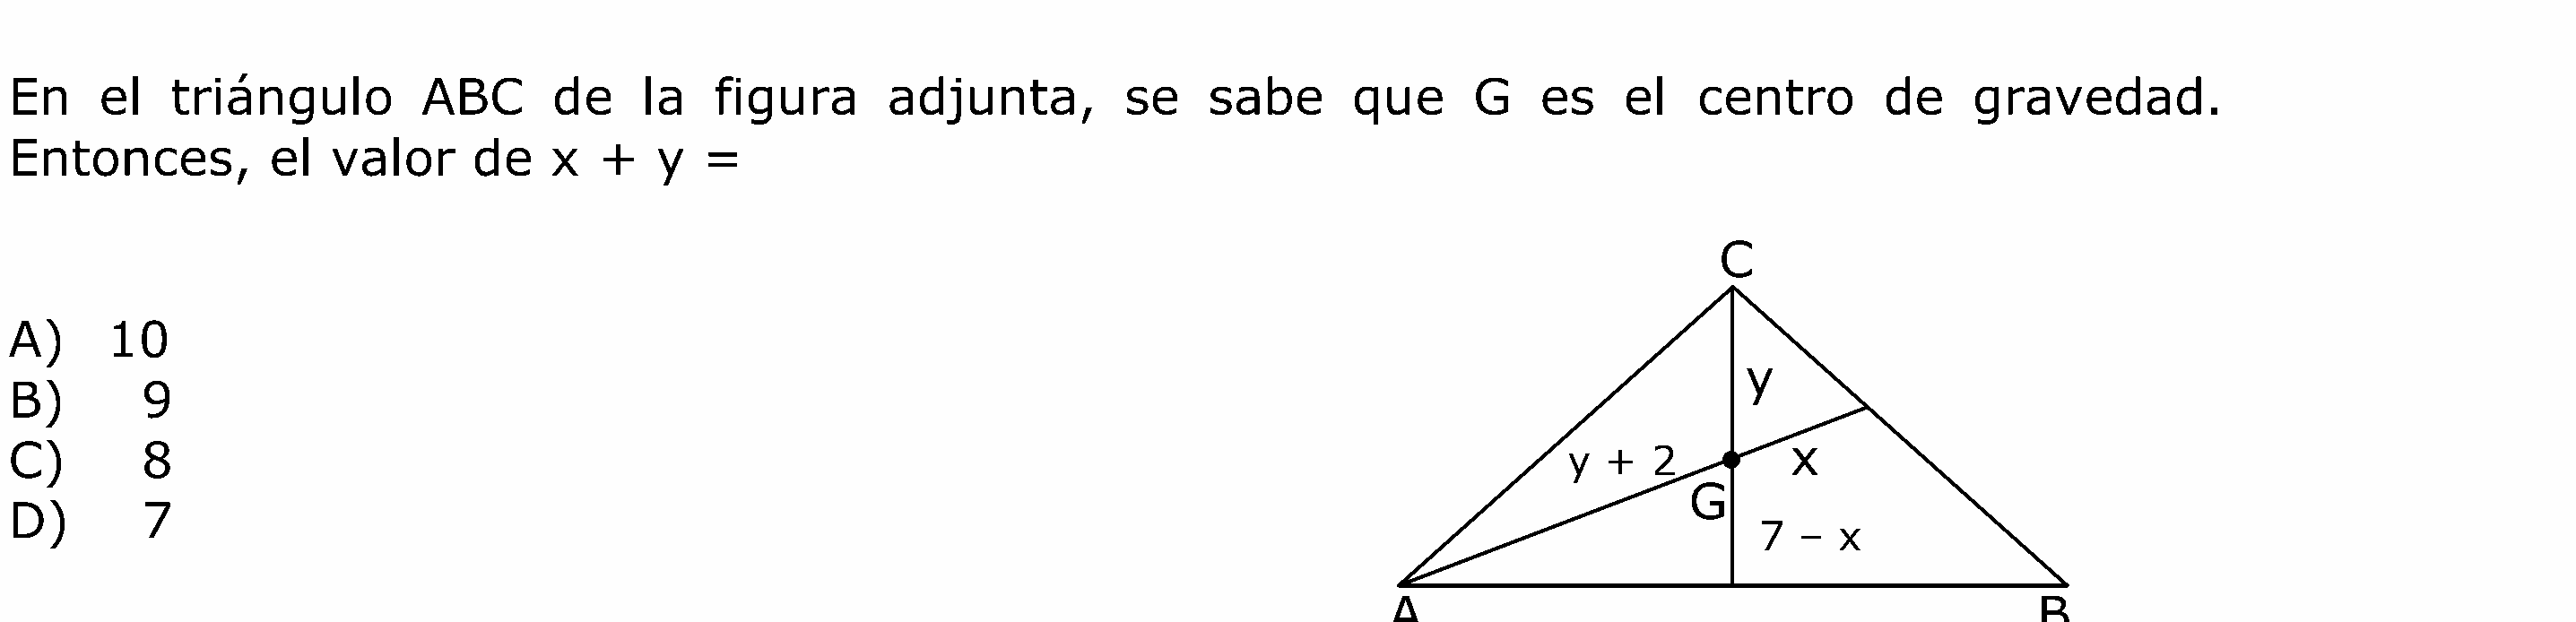 En el triángulo ABC de la figura adjunta, se sabe que G es el centro de gravedad.
Entonces, el valor de x + y =
A) 10
B) 9
C) 8
D) 7
C
y
y + 2
x
G
7 – x
A
B